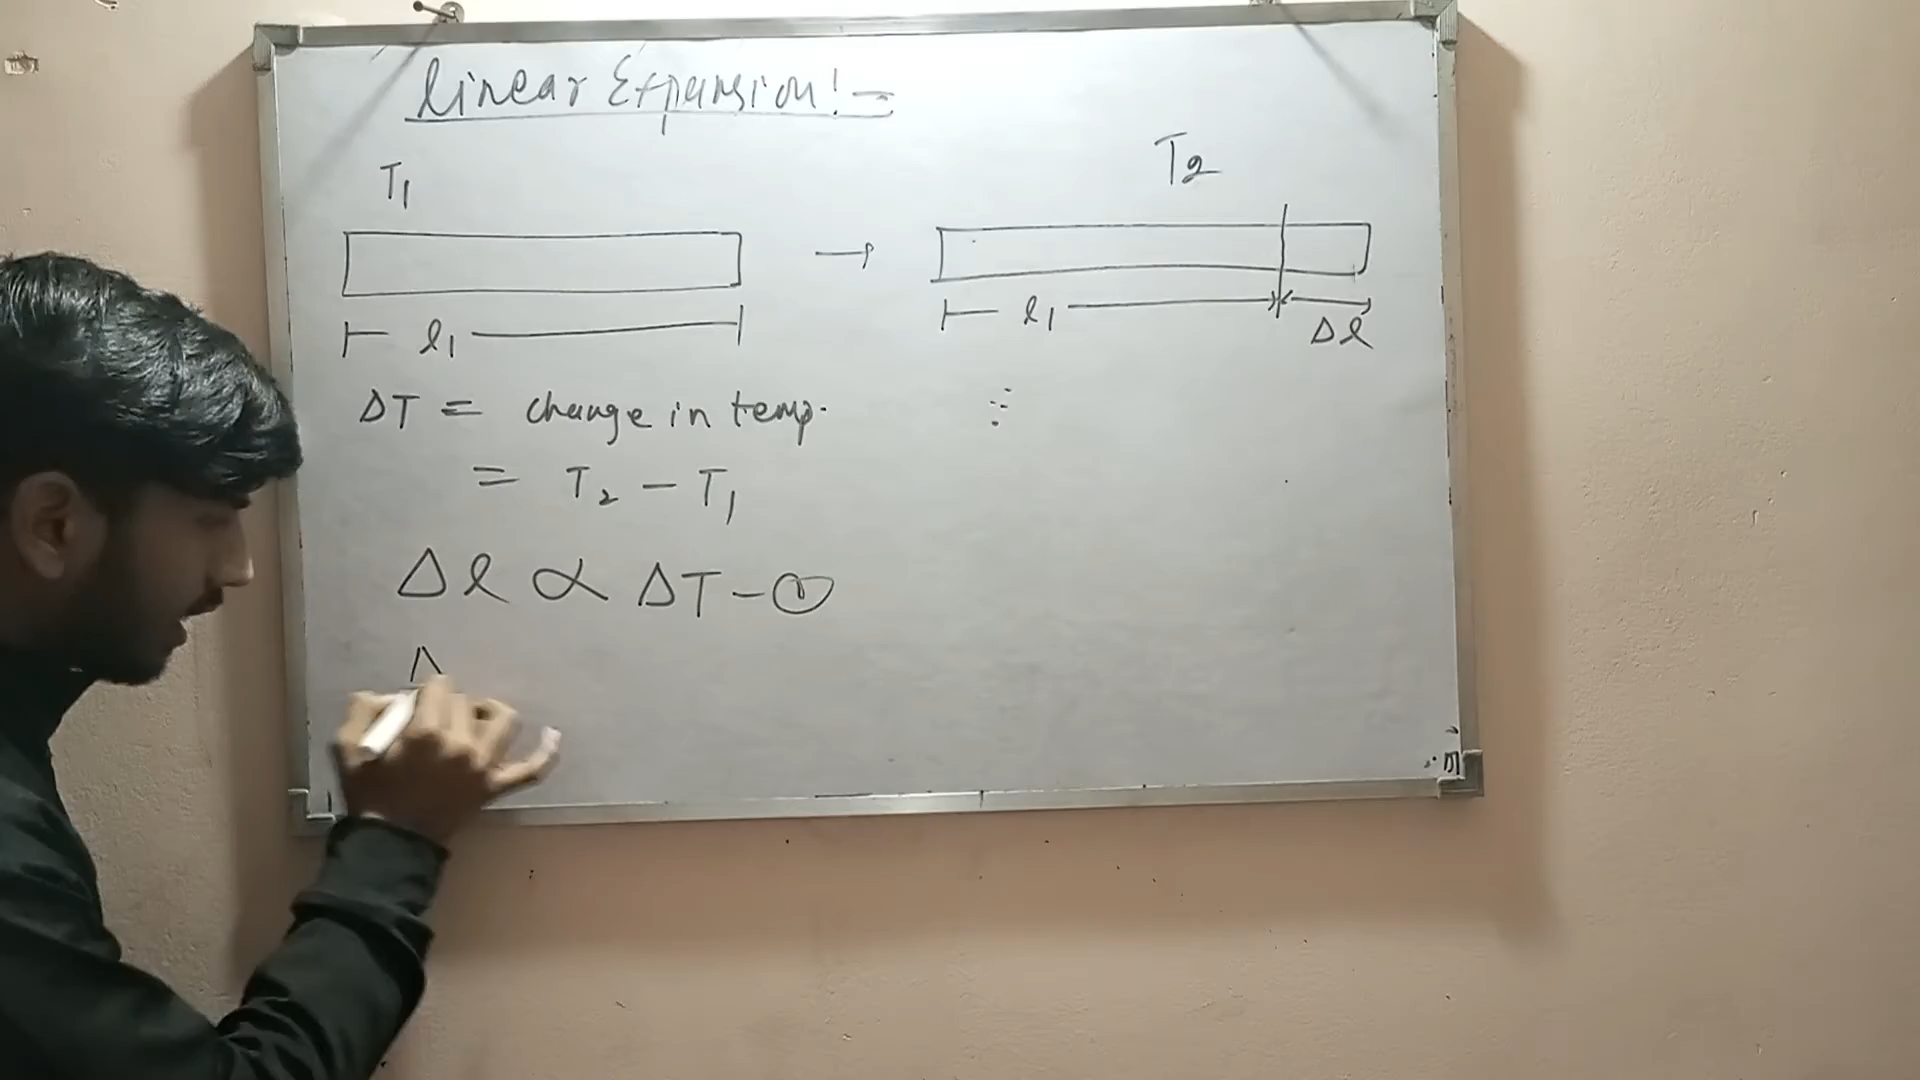 Linear Expansion :-
T1
T2
l1
l1
Δl
ΔT = change in temp.
= T2 - T1
Δl ∝ ΔT - ①
Δ